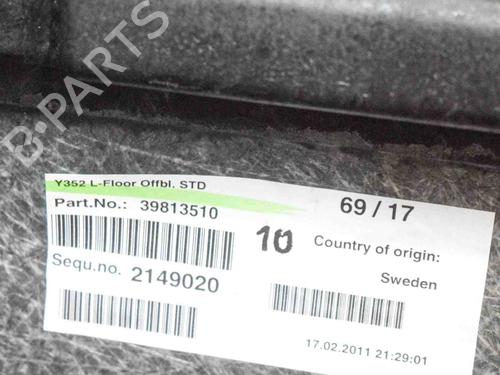 B-PARTS
Y352 L-Floor Offbl. STD
Part.No.: 39813510
69 / 17
10
Country of origin:
Sequ.no. 2149020
Sweden
17.02.2011 21:29:01